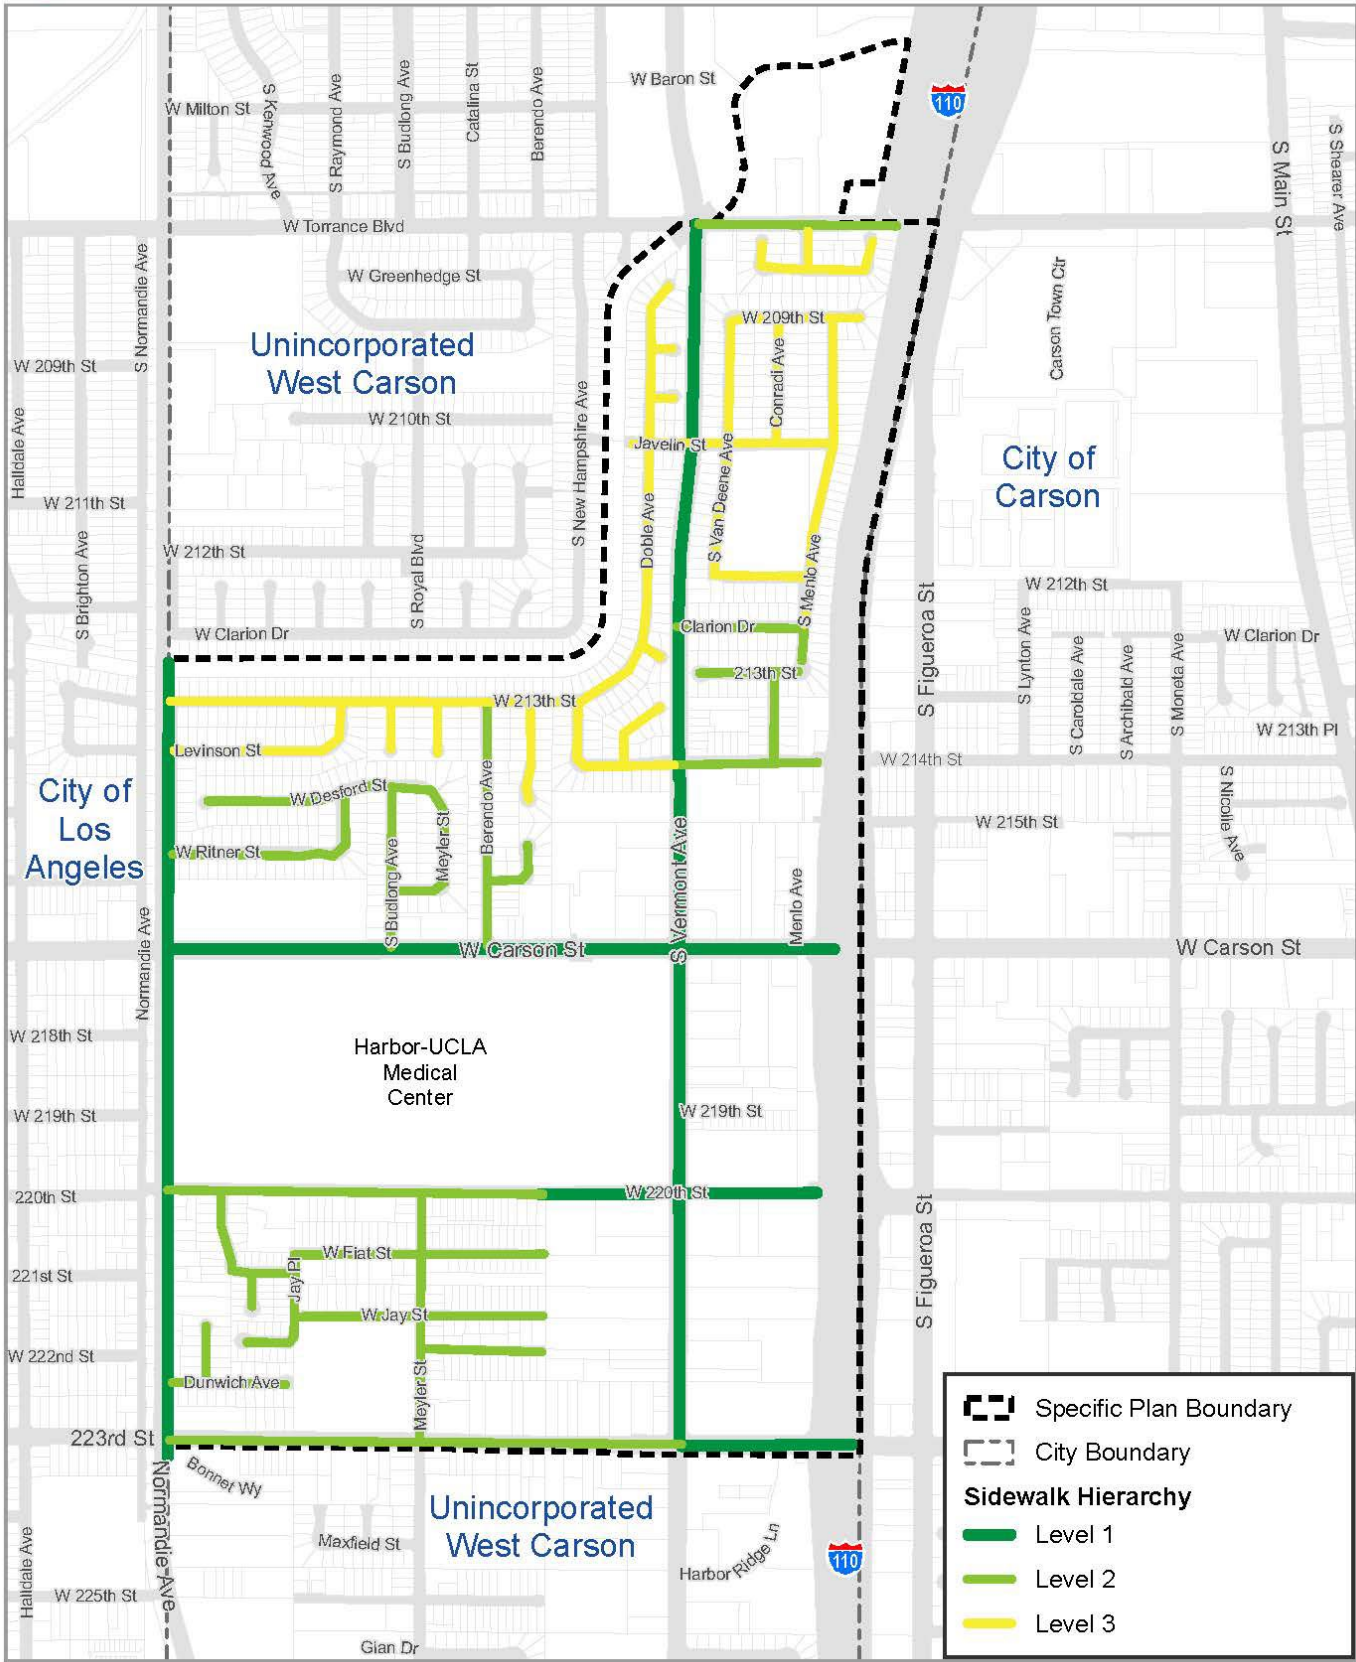 W Baron St
110
W Milton St
S Kenwood Ave
S Raymond Ave
S Budlong Ave
Catalina St
Berendo Ave
S Main St
S Shearer Ave
W Torrance Blvd
S Normandie Ave
W Greenhedge St
Carson Town Ctr
W 209th St
Unincorporated
West Carson
W 209th St
Conradi Ave
Halldale Ave
W 210th St
S New Hampshire Ave
Javelin St
S Van Deene Ave
City of
Carson
W 211th St
Doble Ave
S Brighton Ave
W 212th St
S Royal Blvd
S Menlo Ave
W 212th St
W Clarion Dr
Clarion Dr
S Figueroa St
S Lynton Ave
S Caroldale Ave
S Archibald Ave
S Moneta Ave
W Clarion Dr
213th St
W 213th St
W 213th Pl
Levinson St
W 214th St
City of
Los
Angeles
W Desford St
Berendo Ave
S Nicolle Ave
W 215th St
W Ritner St
S Budlong Ave
Meyler St
S Vermont Ave
Menlo Ave
Normandie Ave
W Carson St
W Carson St
W 218th St
Harbor-UCLA
Medical
Center
W 219th St
W 219th St
220th St
W 220th St
S Figueroa St
W Fiat St
221st St
Jay Pl
W Jay St
W 222nd St
Dunwich Ave
Meyler St
223rd St
Bonnet Wy
Normandie Ave
Unincorporated
West Carson
Halldale Ave
Maxfield St
Harbor Ridge Ln
110
W 225th St
Gian Dr
Specific Plan Boundary
City Boundary
Sidewalk Hierarchy
Level 1
Level 2
Level 3